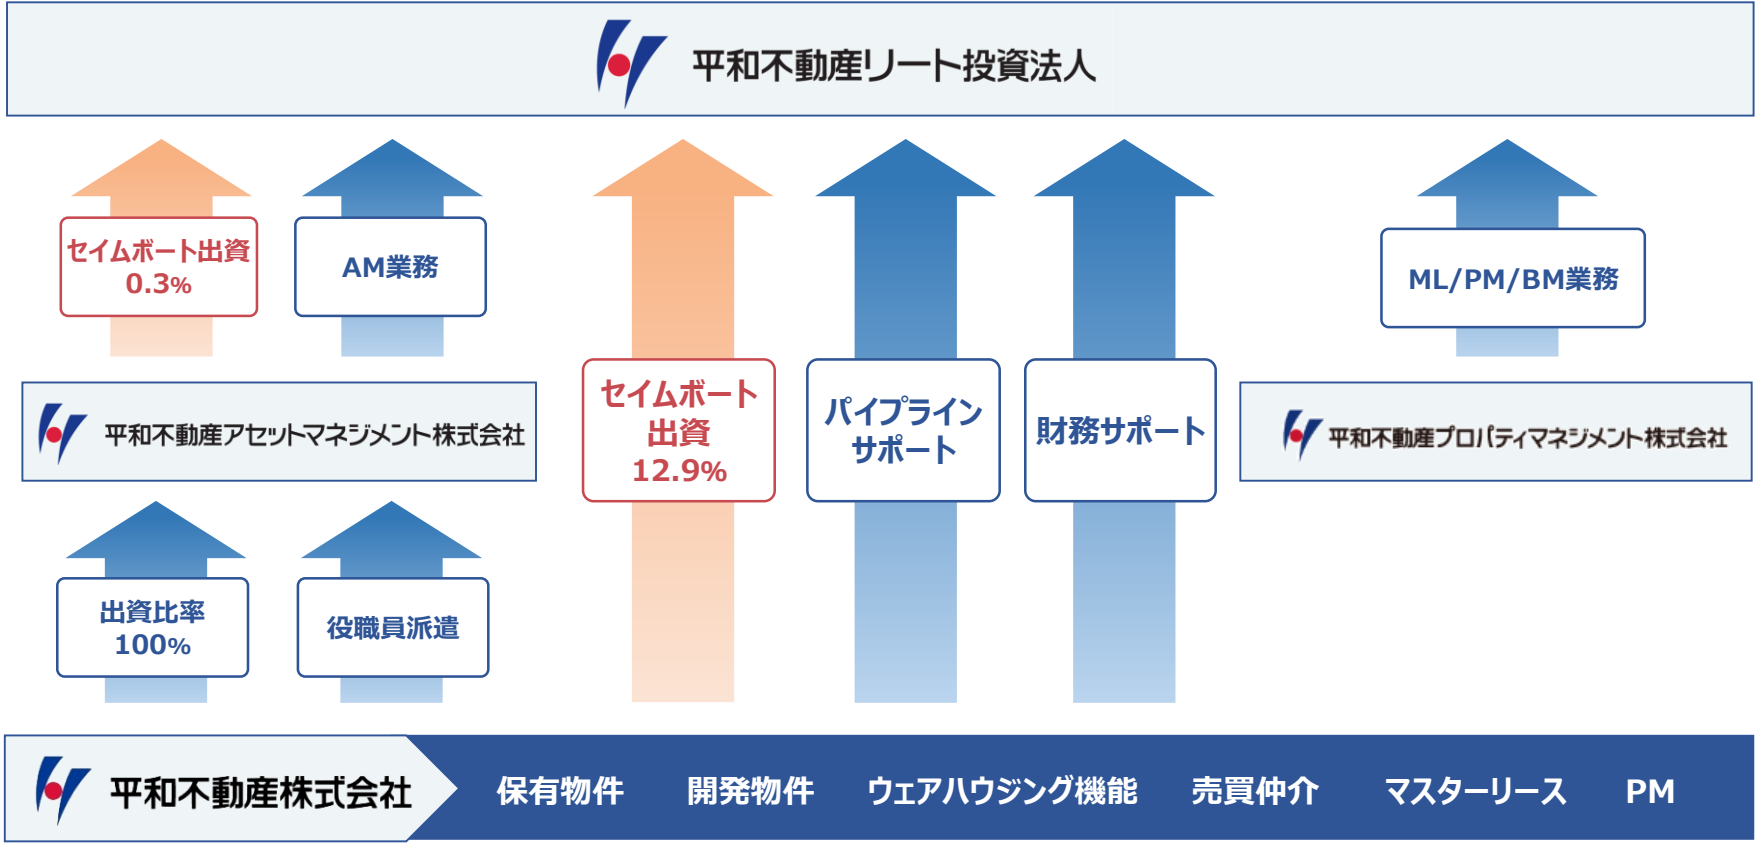 平和不動産リート投資法人
セイムボート出資
0.3%
AM業務
セイムボート
出資
12.9%
パイプライン
サポート
財務サポート
ML/PM/BM業務
平和不動産アセットマネジメント株式会社
平和不動産プロパティマネジメント株式会社
出資比率
100%
役職員派遣
平和不動産株式会社
保有物件 開発物件 ウェアハウジング機能 売買仲介 マスターリース PM